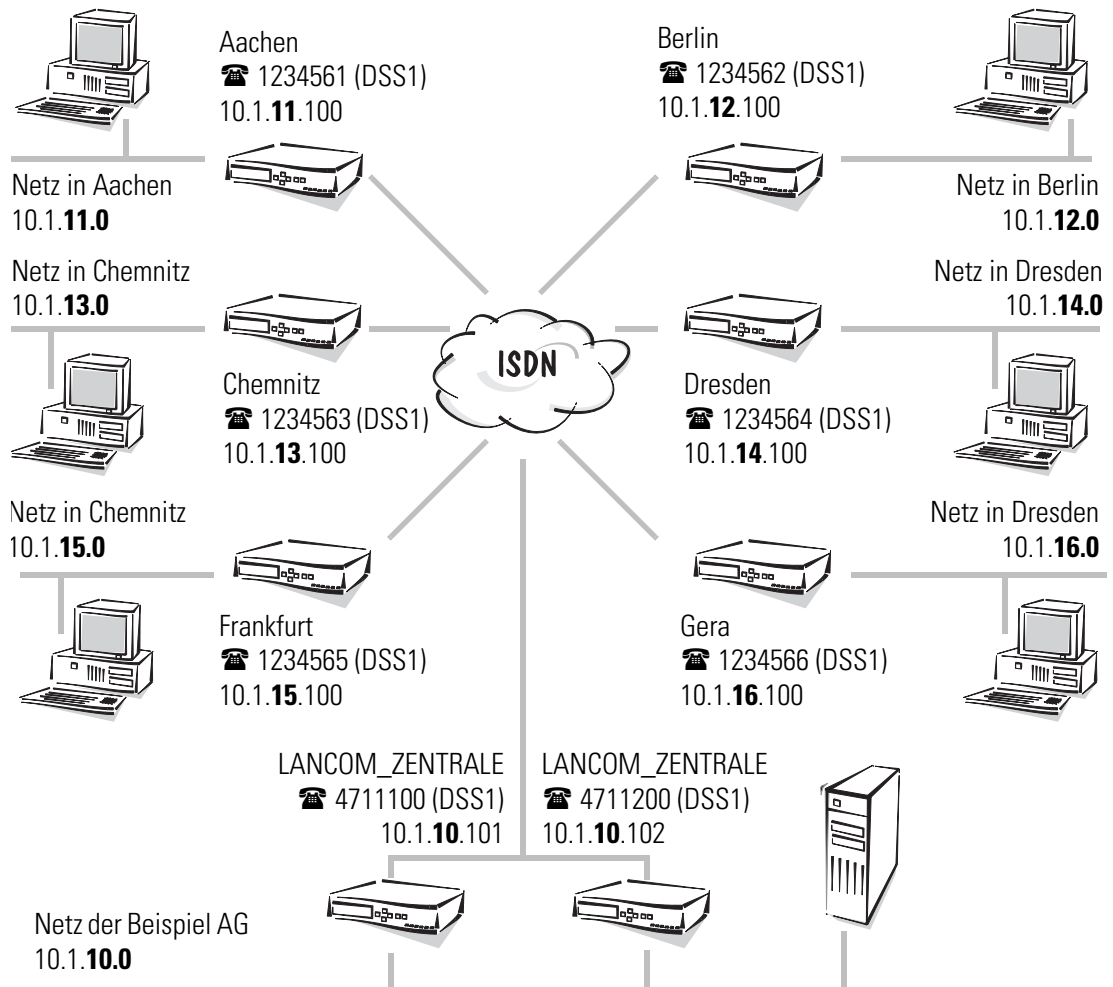 Aachen
☎ 1234561 (DSS1)
10.1.11.100
Berlin
☎ 1234562 (DSS1)
10.1.12.100
Netz in Aachen
10.1.11.0
Netz in Berlin
10.1.12.0
Netz in Chemnitz
10.1.13.0
Netz in Dresden
10.1.14.0
ISDN
Chemnitz
☎ 1234563 (DSS1)
10.1.13.100
Dresden
☎ 1234564 (DSS1)
10.1.14.100
Netz in Chemnitz
10.1.15.0
Netz in Dresden
10.1.16.0
Frankfurt
☎ 1234565 (DSS1)
10.1.15.100
Gera
☎ 1234566 (DSS1)
10.1.16.100
LANCOM_ZENTRALE
☎ 4711100 (DSS1)
10.1.10.101
LANCOM_ZENTRALE
☎ 4711200 (DSS1)
10.1.10.102
Netz der Beispiel AG
10.1.10.0